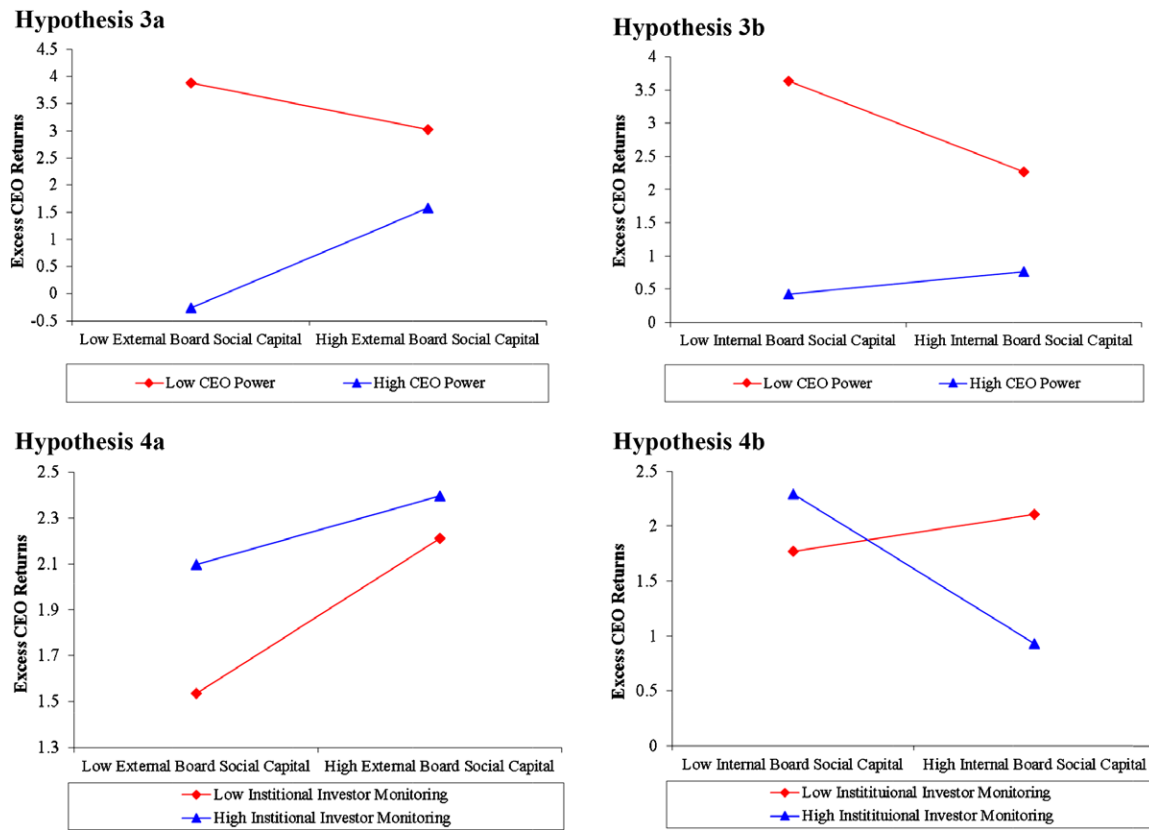 Hypothesis 3a
4.5
4
3.5
3
2.5
2
1.5
1
0.5
0
-0.5
Excess CEO Returns
Low External Board Social Capital High External Board Social Capital
Low CEO Power High CEO Power
Hypothesis 3b
4
3.5
3
2.5
2
1.5
1
0.5
0
Excess CEO Returns
Low Internal Board Social Capital High Internal Board Social Capital
Low CEO Power High CEO Power
Hypothesis 4a
2.5
2.3
2.1
1.9
1.7
1.5
1.3
Excess CEO Returns
Low External Board Social Capital High External Board Social Capital
Low Instiitional Investor Monitoring
High Instiitional Investor Monitoring
Hypothesis 4b
2.5
2
1.5
1
0.5
0
Excess CEO Returns
Low Internal Board Social Capital High Internal Board Social Capital
Low Instiituional Investor Monitoring
High Instiituional Investor Monitoring